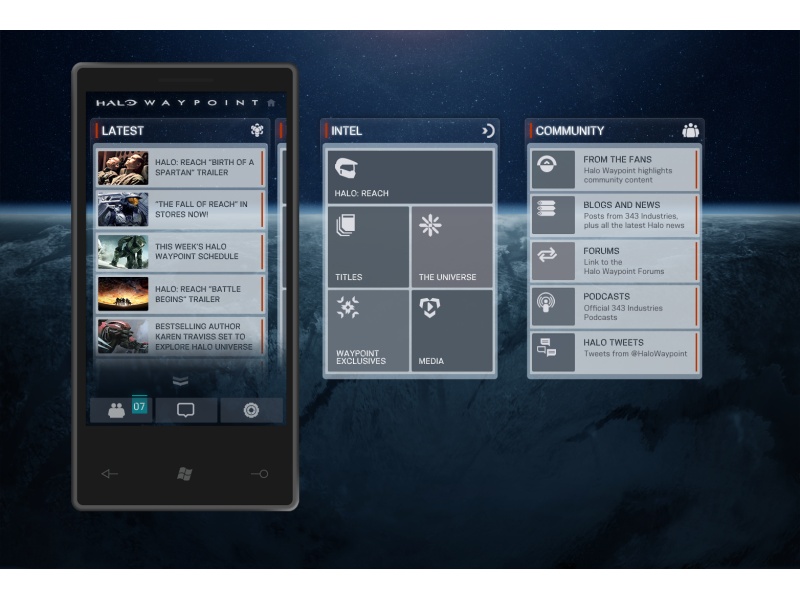 HALO WAYPOINT
LATEST
HALO: REACH "BIRTH OF A
SPARTAN" TRAILER
"THE FALL OF REACH" IN
STORES NOW!
THIS WEEK'S HALO
WAYPOINT SCHEDULE
HALO: REACH "BATTLE
BEGINS" TRAILER
BESTSELLING AUTHOR
KAREN TRAVISS SET TO
EXPLORE HALO UNIVERSE
07
INTEL
HALO: REACH
TITLES
THE UNIVERSE
WAYPOINT
EXCLUSIVES
MEDIA
COMMUNITY
FROM THE FANS
Halo Waypoint highlights
community content
BLOGS AND NEWS
Posts from 343 Industries,
plus all the latest Halo news
FORUMS
Link to the
Halo Waypoint Forums
PODCASTS
Official 343 Industries
Podcasts
HALO TWEETS
Tweets from @HaloWaypoint